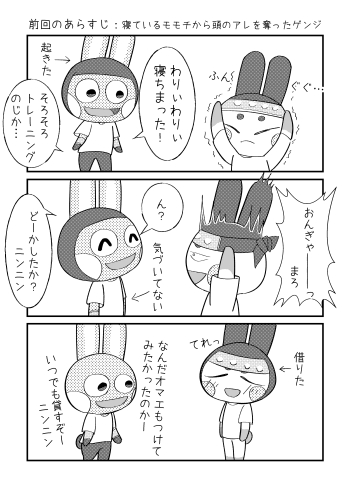 前回のあらすじ：寝ているモモチから頭のアレを奪ったゲンジ
ぐぐ…
ふんっ
わりいわりい
寝ちまった！
起きた
そろそろ
トレーニング
のじか…
おんぎゃ
まろっ
ん？
気づいてない
どーかしたか？
ニンニン
借りた
てれっ
なんだオマエもつけて
みたかったのかー
いつでも貸すぞー
ニンニン